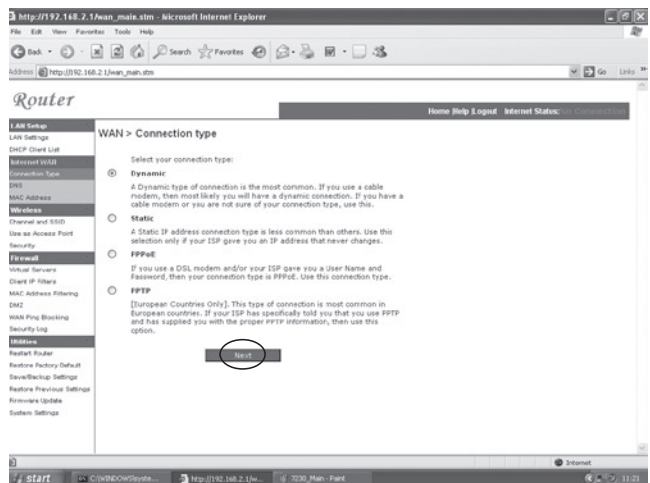 http://192.168.2.1/wan_main.stm - Microsoft Internet Explorer
File Edit View Favorites Tools Help
Back Search Favorites
Address http://192.168.2.1/wan_main.stm Go Links
Router
Home |Help |Logout Internet Status: No Connection
LAN Setup
LAN Settings
DHCP Client List
Internet WAN
Connection Type
DNS
MAC Address
Wireless
Channel and SSID
Use as Access Point
Security
Firewall
Virtual Servers
Client IP Filters
MAC Address Filtering
DMZ
WAN Ping Blocking
Security Log
Utilities
Restart Router
Restore Factory Default
Save/Backup Settings
Restore Previous Settings
Firmware Update
System Settings
WAN > Connection type
Select your connection type:
Dynamic
A Dynamic type of connection is the most common. If you use a cable
modem, then most likely you will have a dynamic connection. If you have a
cable modem or you are not sure of your connection type, use this.
Static
A Static IP address connection type is less common than others. Use this
selection only if your ISP gave you an IP address that never changes.
PPPoE
If you use a DSL modem and/or your ISP gave you a User Name and
Password, then your connection type is PPPoE. Use this connection type.
PPTP
[European Countries Only]. This type of connection is most common in
European countries. If your ISP has specifically told you that you use PPTP
and has supplied you with the proper PPTP information, then use this
option.
Next
Internet
start C:\WINDOWS\syste... http://192.168.2.1/w... 7230_Main - Paint 11:21